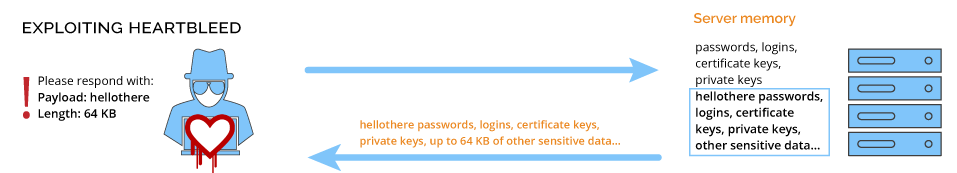 EXPLOITING HEARTBLEED
Please respond with:
Payload: hellothere
Length: 64 KB
hellothere passwords, logins, certificate keys,
private keys, up to 64 KB of other sensitive data...
Server memory
passwords, logins,
certificate keys,
private keys
hellothere passwords,
logins, certificate
keys, private keys,
other sensitive data...